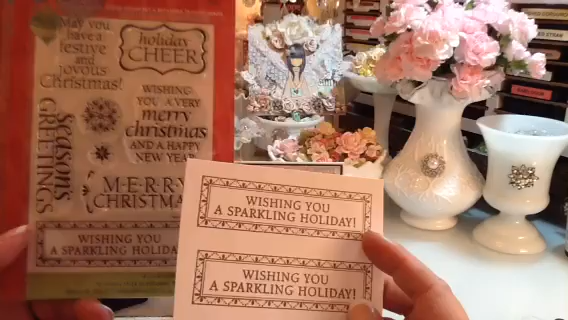 May you
have a
festive
and
joyous
Christmas!
holiday
CHEER
WISHING
YOU A VERY
merry
christmas
AND A HAPPY
NEW YEAR
SEASONS
GREETINGS
MERRY
CHRISTMA
WISHING YOU
A SPARKLING HOLIDAY!
WISHING YOU
A SPARKLING HOLIDAY!
WISHING YOU
A SPARKLING HOLIDAY!